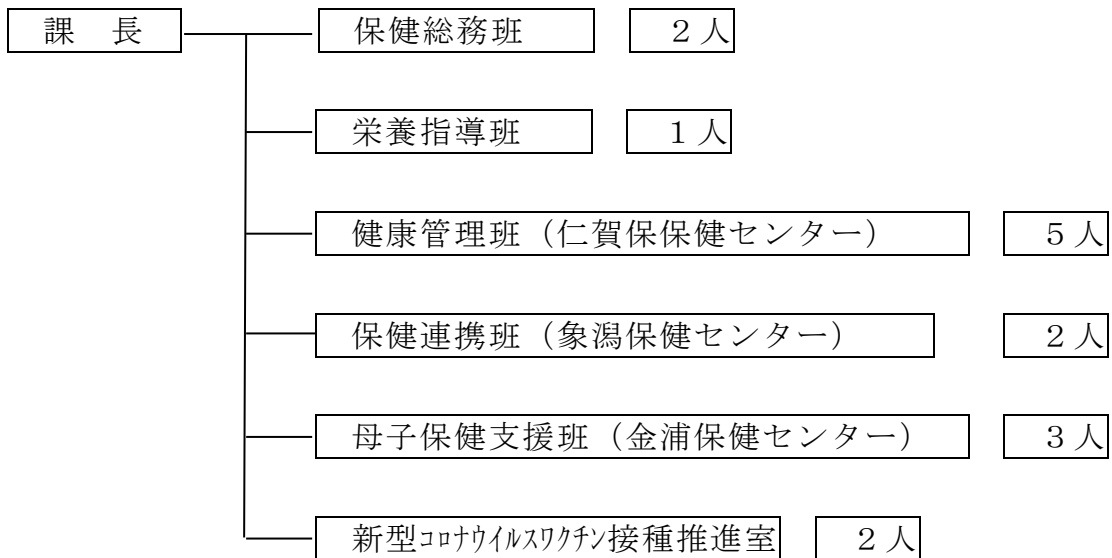 課　長　保健総務班　２人
栄養指導班　１人
健康管理班（仁賀保保健センター）　５人
保健連携班（象潟保健センター）　２人
母子保健支援班（金浦保健センター）　３人
新型ｺﾛﾅｳｲﾙｽﾜｸﾁﾝ接種推進室　２人